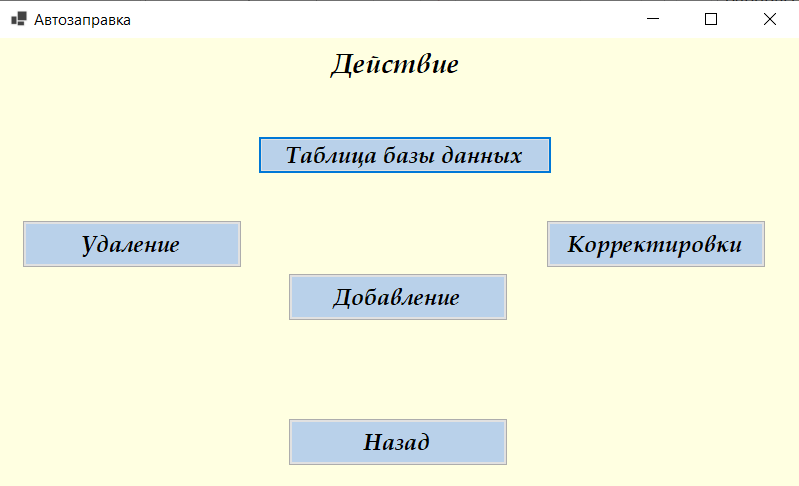 Автозаправка
Действие
Таблица базы данных
Удаление
Корректировки
Добавление
Назад